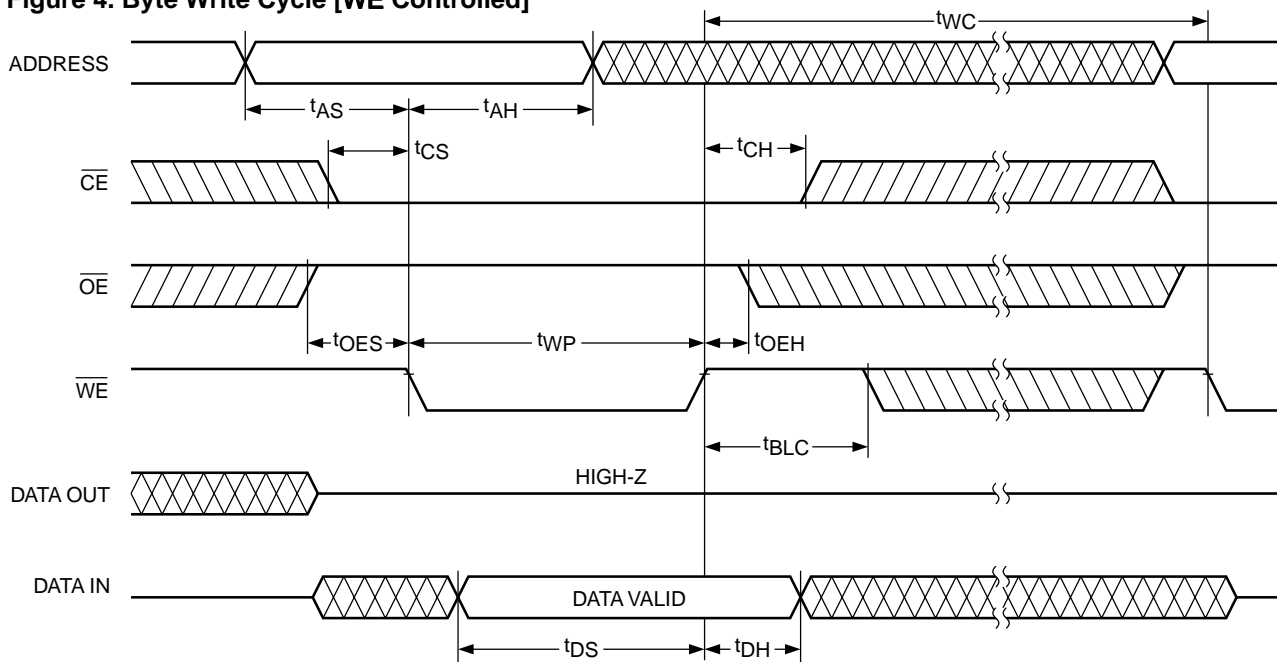 Figure 4. Byte Write Cycle [WE Controlled]
tWC
ADDRESS
tAS
tAH
tCS
tCH
CE
OE
tOES
tWP
tOEH
WE
tBLC
HIGH-Z
DATA OUT
DATA IN
DATA VALID
tDS
tDH